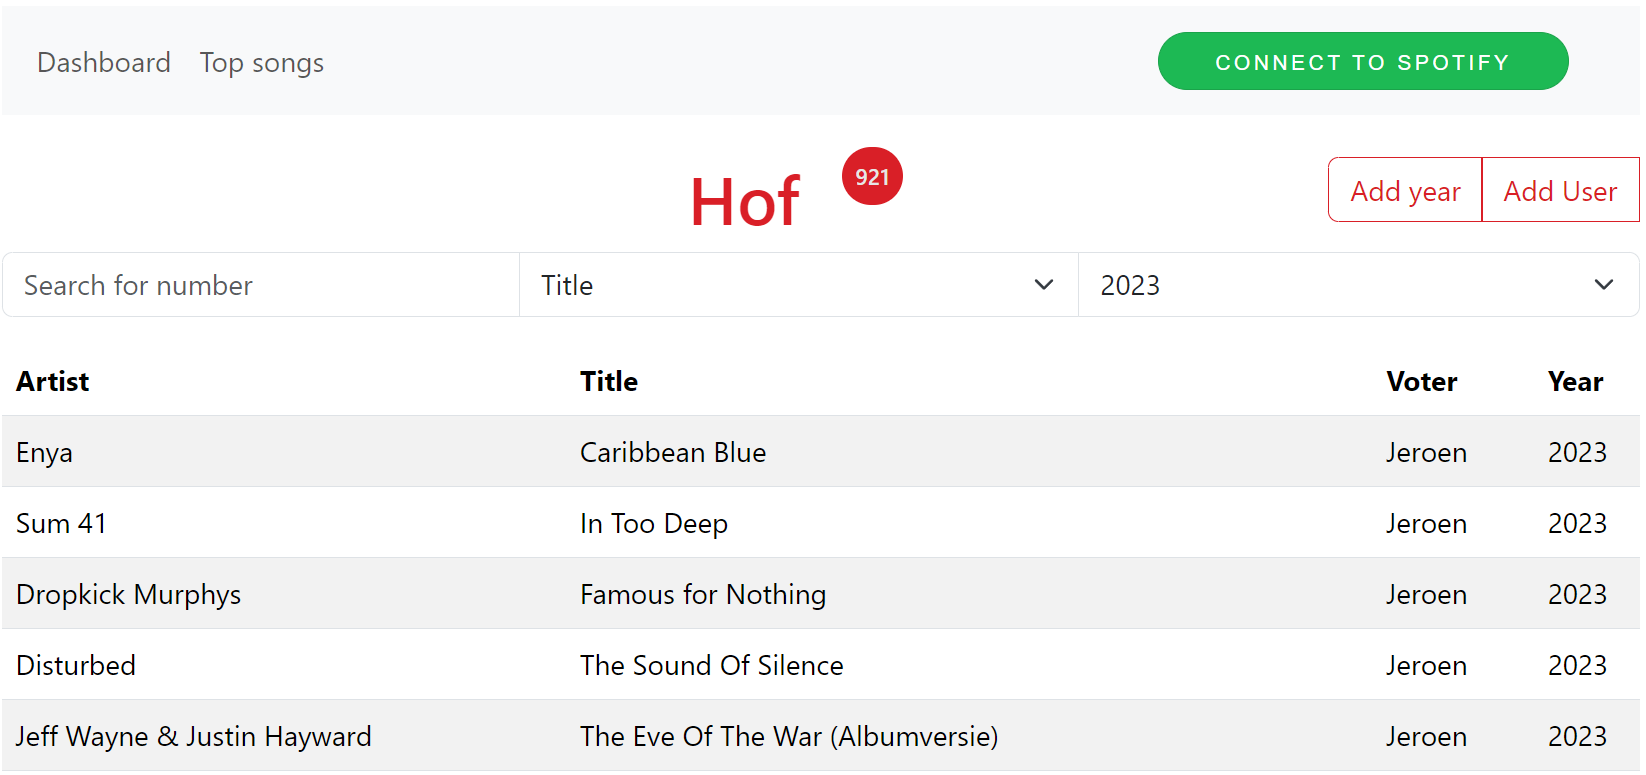 Dashboard Top songs CONNECT TO SPOTIFY
Hof 921 Add year Add User
Search for number Title 2023
Artist Title Voter Year
Enya Caribbean Blue Jeroen 2023
Sum 41 In Too Deep Jeroen 2023
Dropkick Murphys Famous for Nothing Jeroen 2023
Disturbed The Sound Of Silence Jeroen 2023
Jeff Wayne & Justin Hayward The Eve Of The War (Albumversie) Jeroen 2023